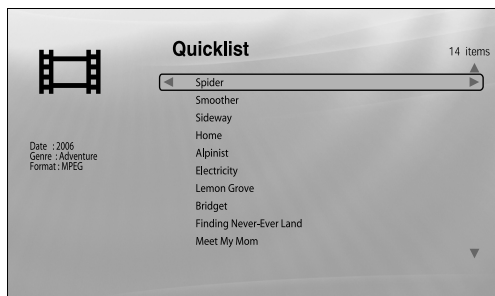 Quicklist
14 items
Spider
Smoother
Sideway
Home
Alpinist
Electricity
Lemon Grove
Bridget
Finding Never-Ever Land
Meet My Mom
Date : 2006
Genre : Adventure
Format : MPEG